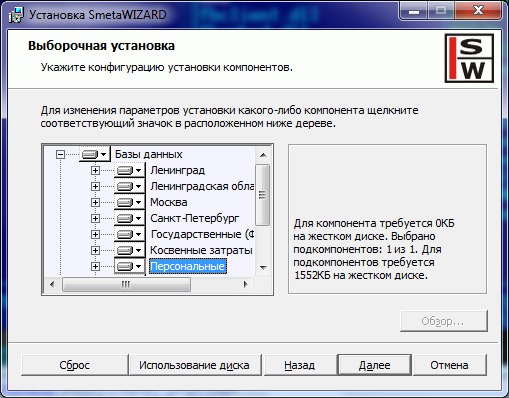 Установка SmetaWIZARD
Выборочная установка
Укажите конфигурацию установки компонентов.
S
W
Для изменения параметров установки какого-либо компонента щелкните
соответствующий значок в расположенном ниже дереве.
Базы данных
Ленинград
Ленинградская обла
Москва
Санкт-Петербург
Государственные (Ф
Косвенные затраты
Персональные
Для компонента требуется 0КБ
на жестком диске. Выбрано
подкомпонентов: 1 из 1. Для
подкомпонентов требуется
1552КБ на жестком диске.
Обзор...
Сброс
Использование диска
Назад
Далее
Отмена